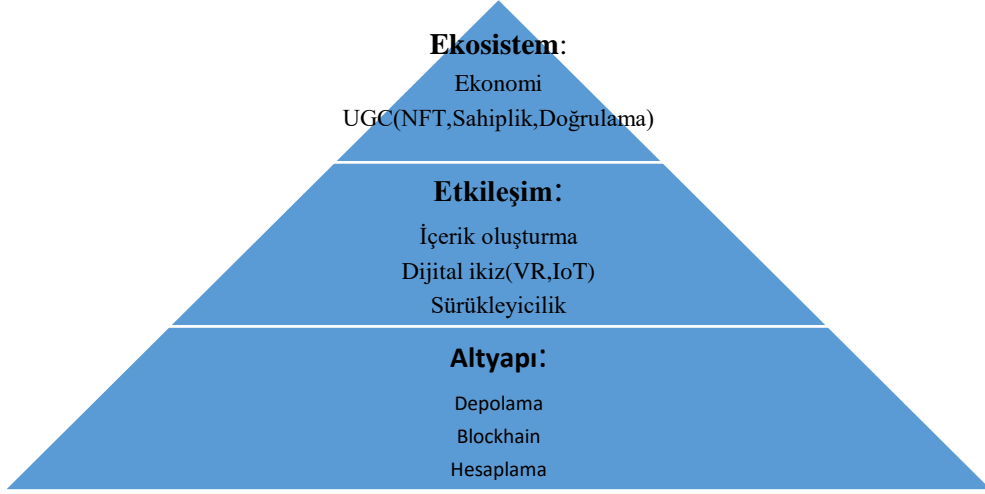 Ekosistem:
Ekonomi
UGC(NFT,Sahiplik,Doğrulama)
Etkileşim:
İçerik oluşturma
Dijital ikiz(VR,IoT)
Sürükleyicilik
Altyapı:
Depolama
Blockhain
Hesaplama